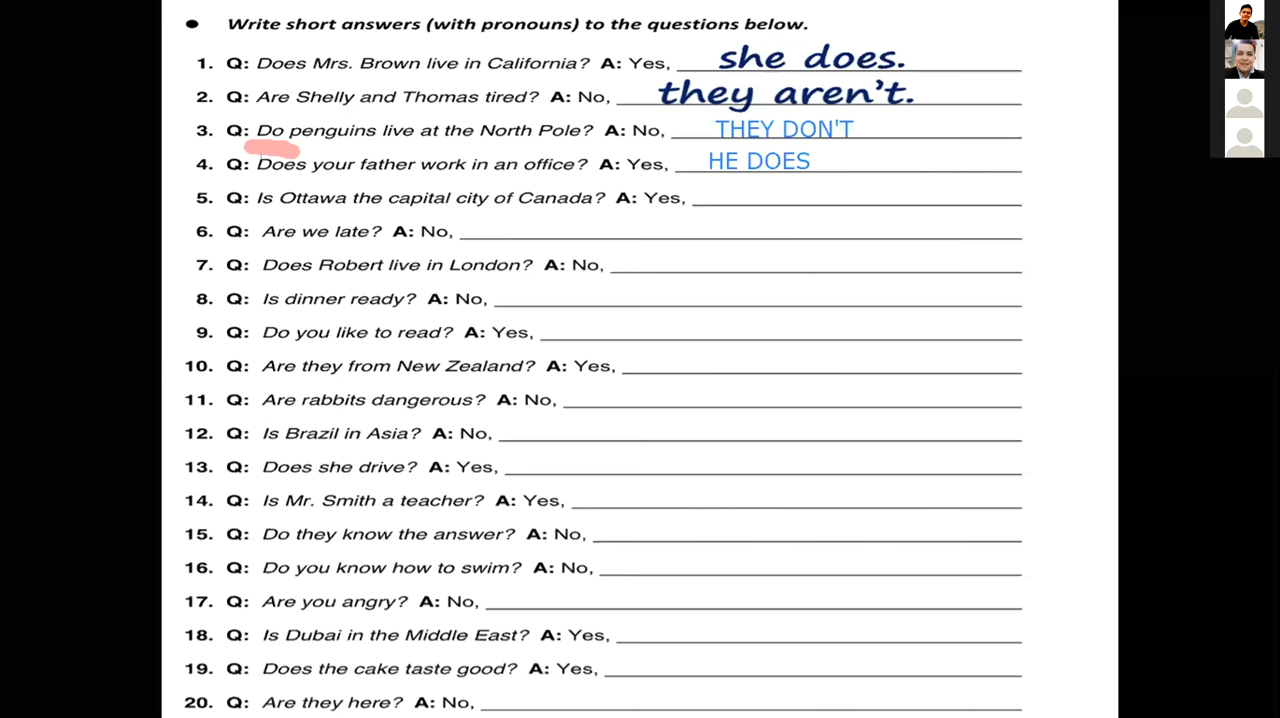 ● Write short answers (with pronouns) to the questions below.
1. Q: Does Mrs. Brown live in California? A: Yes, she does.
2. Q: Are Shelly and Thomas tired? A: No, they aren't.
3. Q: Do penguins live at the North Pole? A: No, THEY DON'T
4. Q: Does your father work in an office? A: Yes, HE DOES
5. Q: Is Ottawa the capital city of Canada? A: Yes,
6. Q: Are we late? A: No,
7. Q: Does Robert live in London? A: No,
8. Q: Is dinner ready? A: No,
9. Q: Do you like to read? A: Yes,
10. Q: Are they from New Zealand? A: Yes,
11. Q: Are rabbits dangerous? A: No,
12. Q: Is Brazil in Asia? A: No,
13. Q: Does she drive? A: Yes,
14. Q: Is Mr. Smith a teacher? A: Yes,
15. Q: Do they know the answer? A: No,
16. Q: Do you know how to swim? A: No,
17. Q: Are you angry? A: No,
18. Q: Is Dubai in the Middle East? A: Yes,
19. Q: Does the cake taste good? A: Yes,
20. Q: Are they here? A: No,